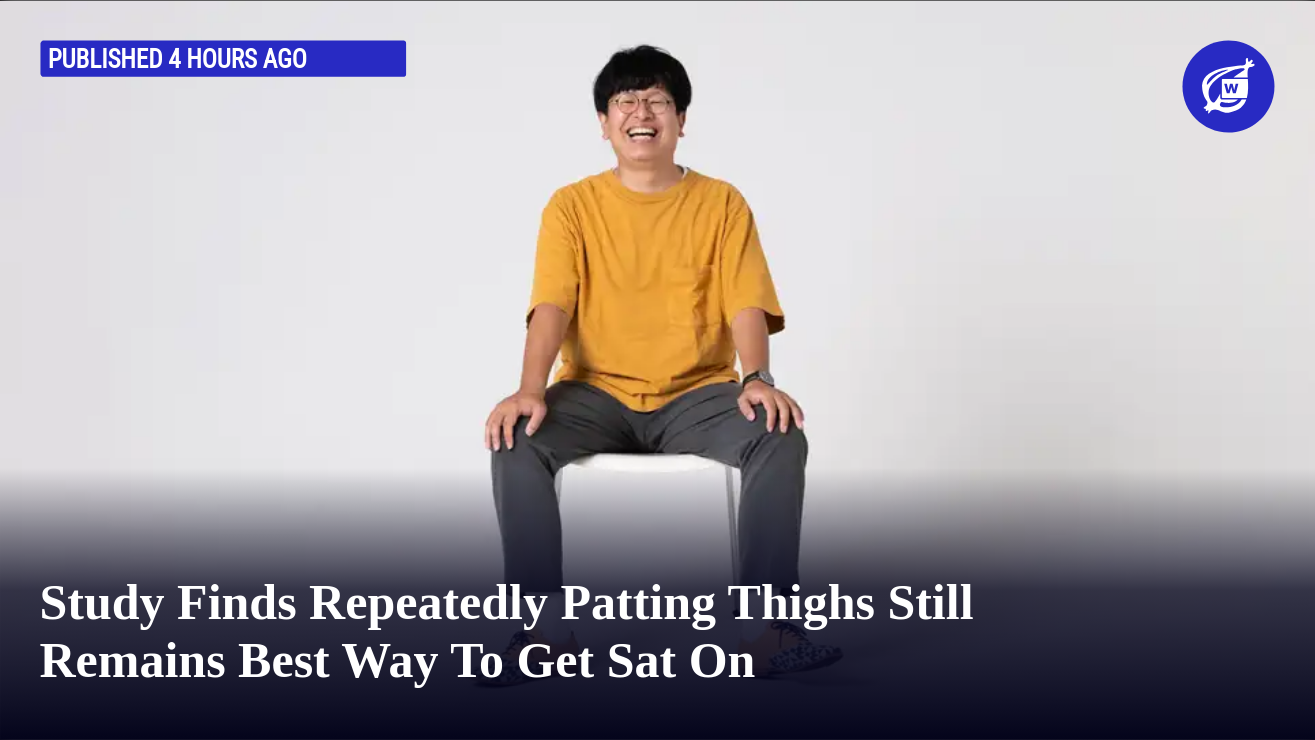 PUBLISHED 4 HOURS AGO
W
Study Finds Repeatedly Patting Thighs Still
Remains Best Way To Get Sat On